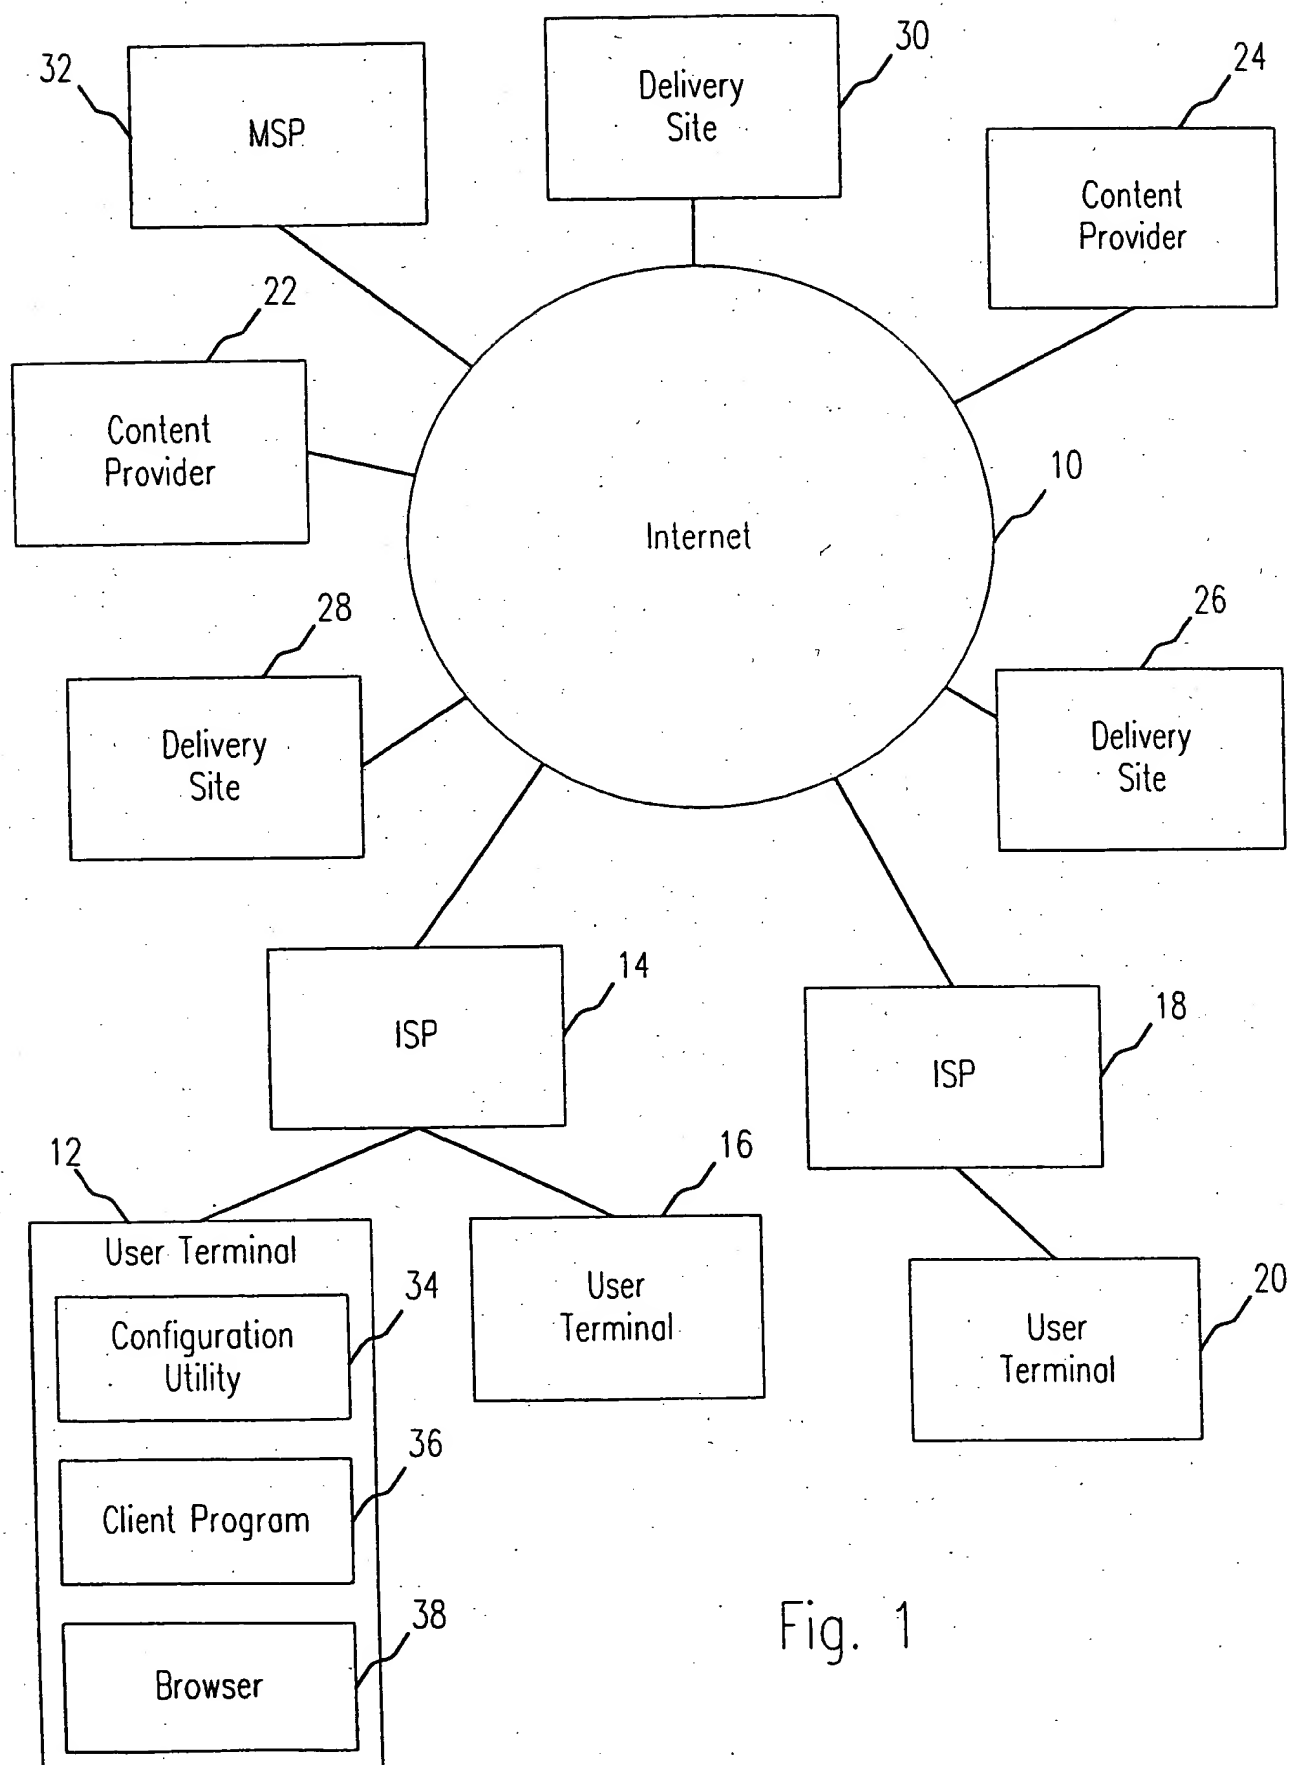 32
MSP
Delivery
Site
30
24
Content
Provider
22
Content
Provider
10
Internet
28
Delivery
Site
26
Delivery
Site
14
ISP
18
ISP
12
User Terminal
16
User
Terminal
20
User
Terminal
34
Configuration
Utility
36
Client Program
38
Browser
Fig. 1